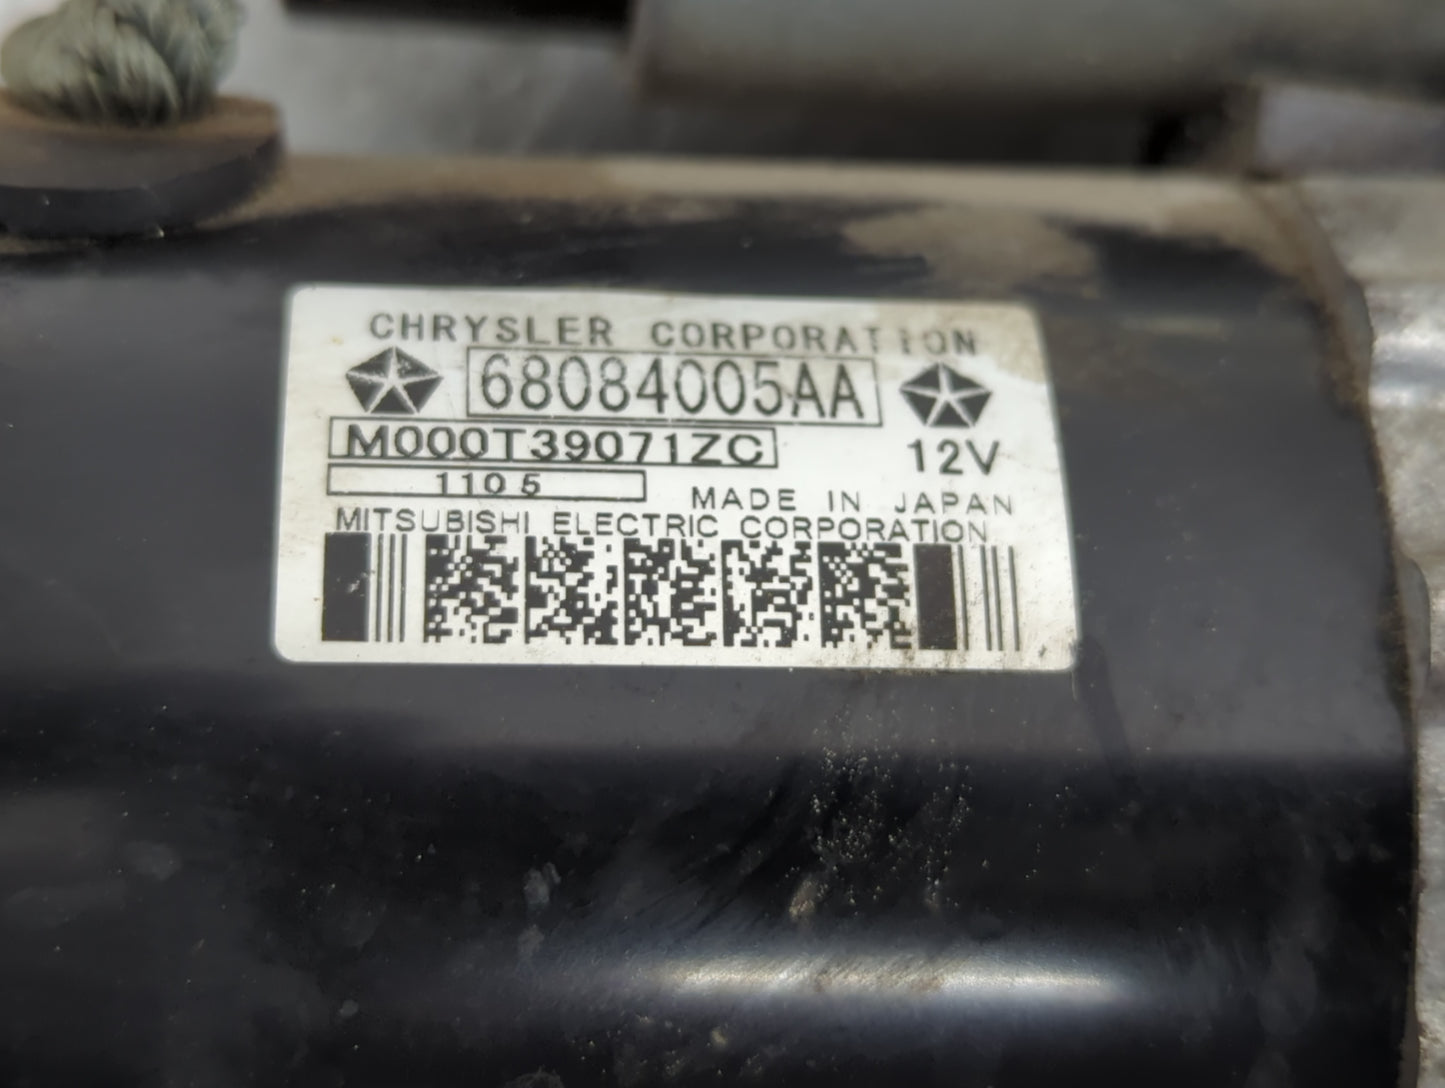 CHRYSLER CORPORATION
68084005AA
M000T39071ZC
12V
1105
MADE IN JAPAN
MITSUBISHI ELECTRIC CORPORATION